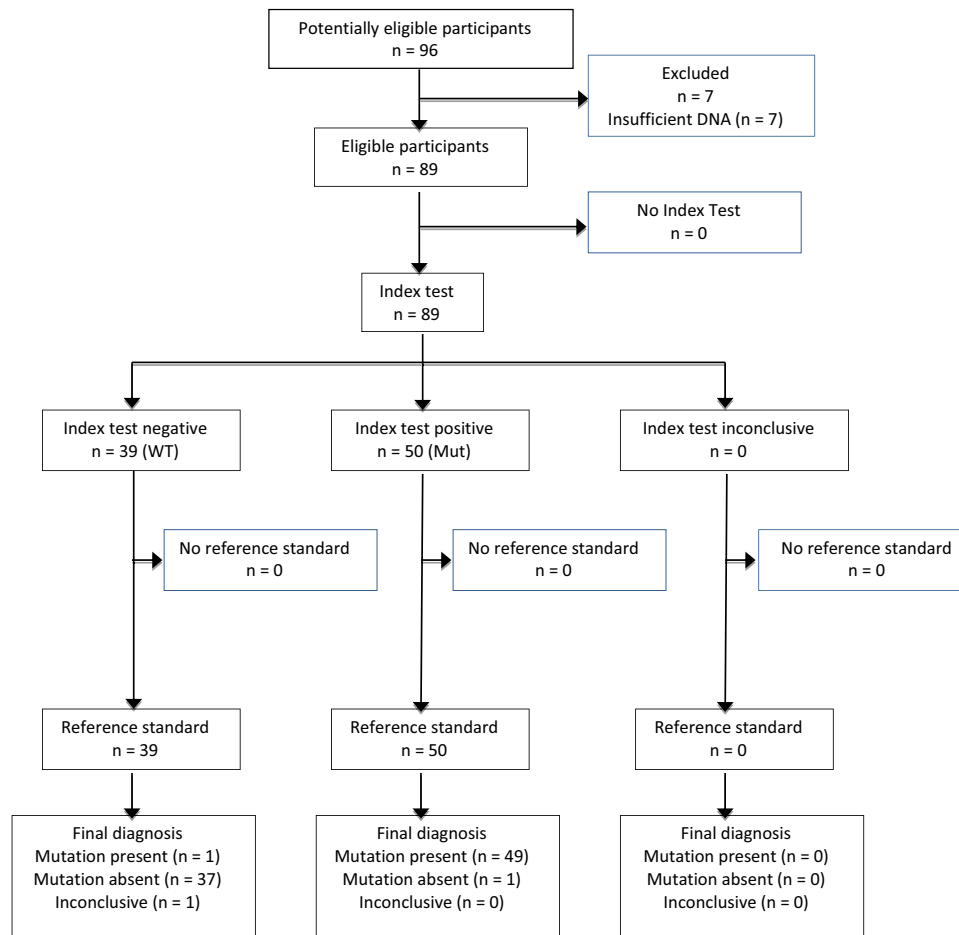 Potentially eligible participants
n = 96
Excluded
n = 7
Insufficient DNA (n = 7)
Eligible participants
n = 89
No Index Test
n = 0
Index test
n = 89
Index test negative
n = 39 (WT)
Index test positive
n = 50 (Mut)
Index test inconclusive
n = 0
No reference standard
n = 0
No reference standard
n = 0
No reference standard
n = 0
Reference standard
n = 39
Reference standard
n = 50
Reference standard
n = 0
Final diagnosis
Mutation present (n = 1)
Mutation absent (n = 37)
Inconclusive (n = 1)
Final diagnosis
Mutation present (n = 49)
Mutation absent (n = 1)
Inconclusive (n = 0)
Final diagnosis
Mutation present (n = 0)
Mutation absent (n = 0)
Inconclusive (n = 0)